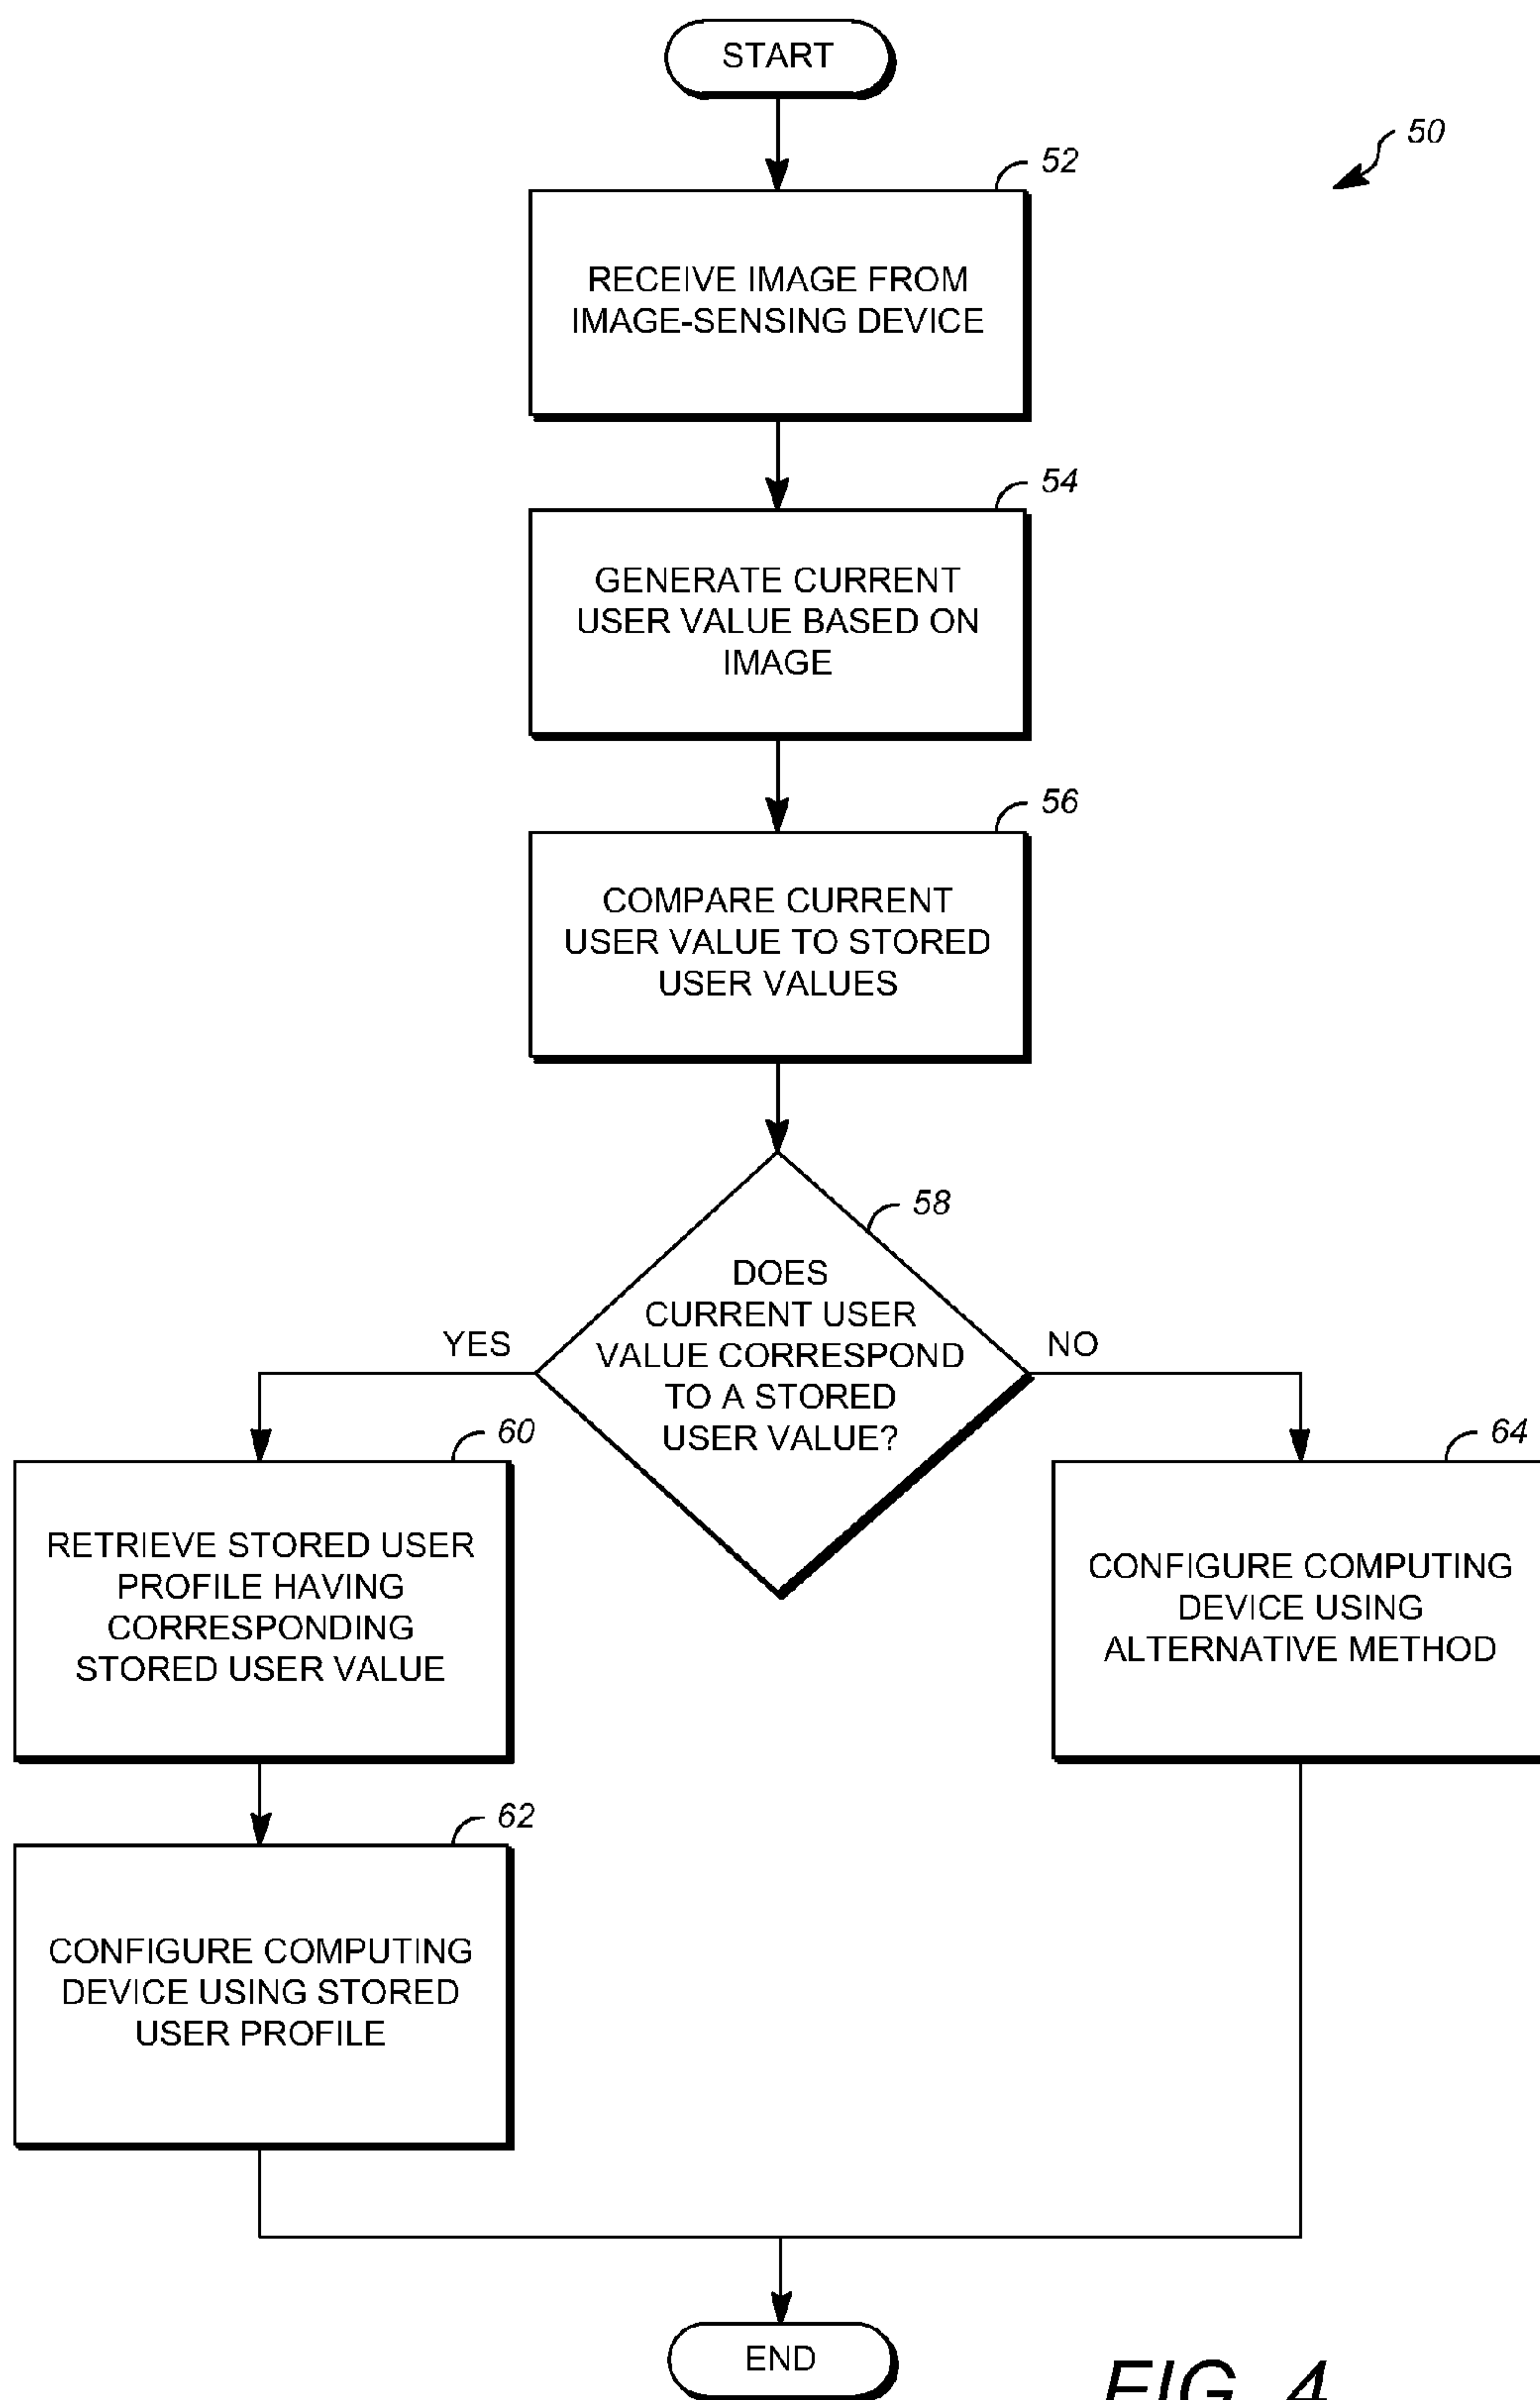 START
50
52
RECEIVE IMAGE FROM
IMAGE-SENSING DEVICE
54
GENERATE CURRENT
USER VALUE BASED ON
IMAGE
56
COMPARE CURRENT
USER VALUE TO STORED
USER VALUES
58
DOES
CURRENT USER
VALUE CORRESPOND
TO A STORED
USER VALUE?
YES
NO
60
RETRIEVE STORED USER
PROFILE HAVING
CORRESPONDING
STORED USER VALUE
64
CONFIGURE COMPUTING
DEVICE USING
ALTERNATIVE METHOD
62
CONFIGURE COMPUTING
DEVICE USING STORED
USER PROFILE
END
FIG. 4